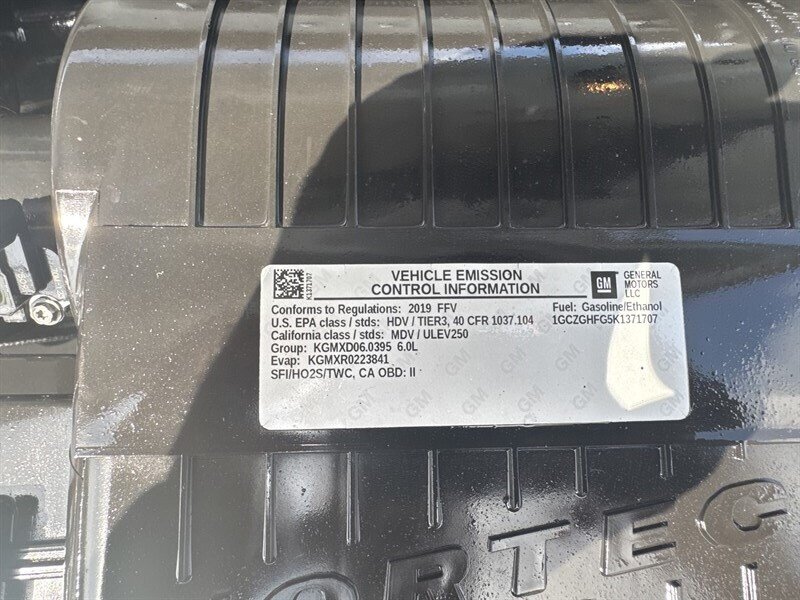 K1371707
VEHICLE EMISSION
CONTROL INFORMATION
GM
GENERAL
MOTORS
LLC
Conforms to Regulations: 2019 FFV
Fuel: Gasoline/Ethanol
U.S. EPA class / stds: HDV / TIER3, 40 CFR 1037.104
1GCZGHFG5K1371707
California class / stds: MDV / ULEV250
Group: KGMXD06.0395 6.0L
Evap: KGMXR0223841
SFI/HO2S/TWC, CA OBD: II
ORTEC